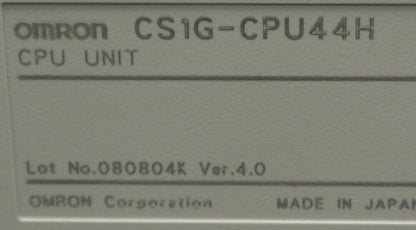 OMRON CS1G-CPU44H
CPU UNIT
Lot No.080804K Ver.4.0
OMRON Corporation MADE IN JAPAN